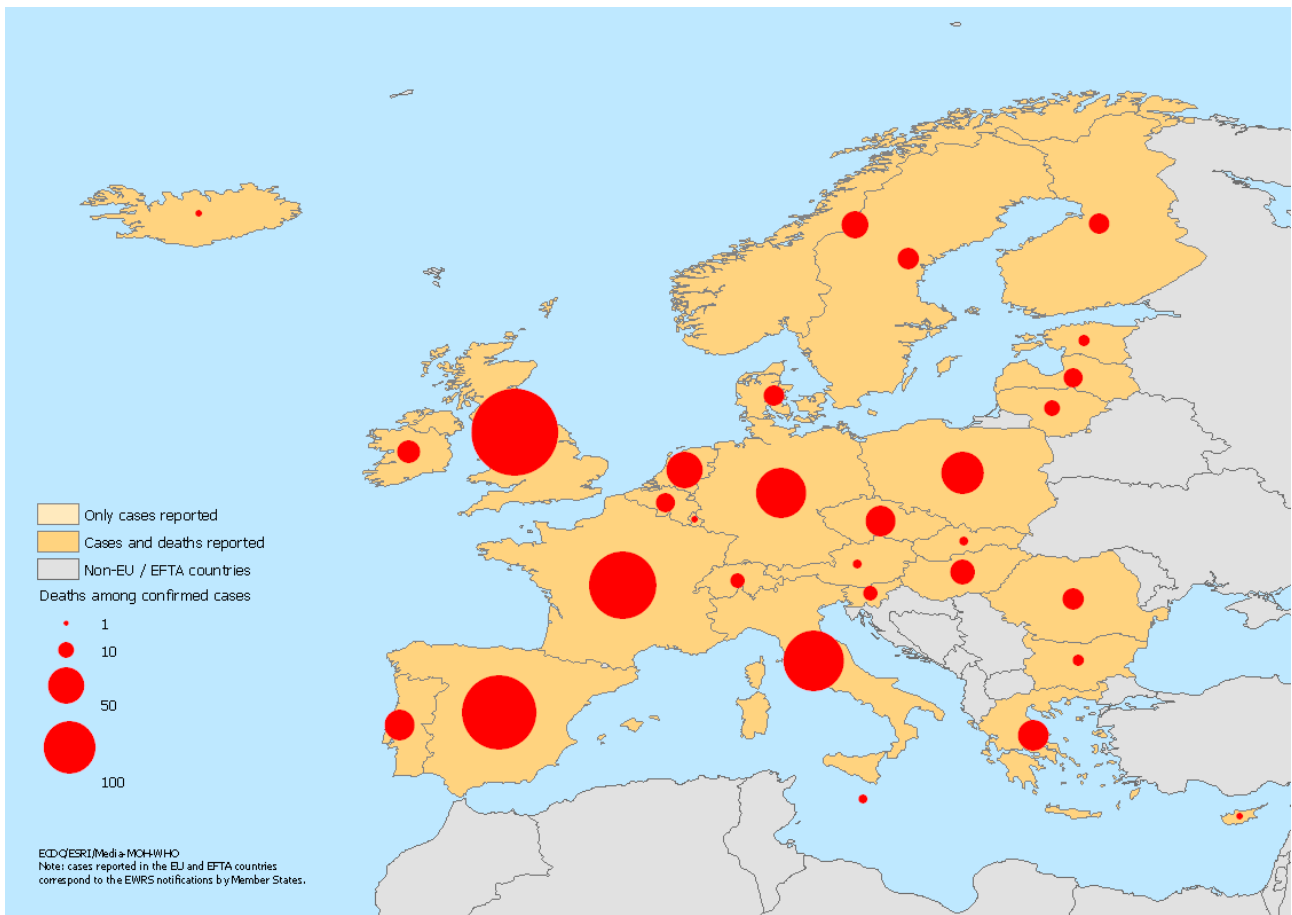 Only cases reported
Cases and deaths reported
Non-EU / EFTA countries
Deaths among confirmed cases
1
10
50
100
ECDC/ESRI/Media-MOH-WHO
Note: cases reported in the EU and EFTA countries
correspond to the EWRS notifications by Member States.